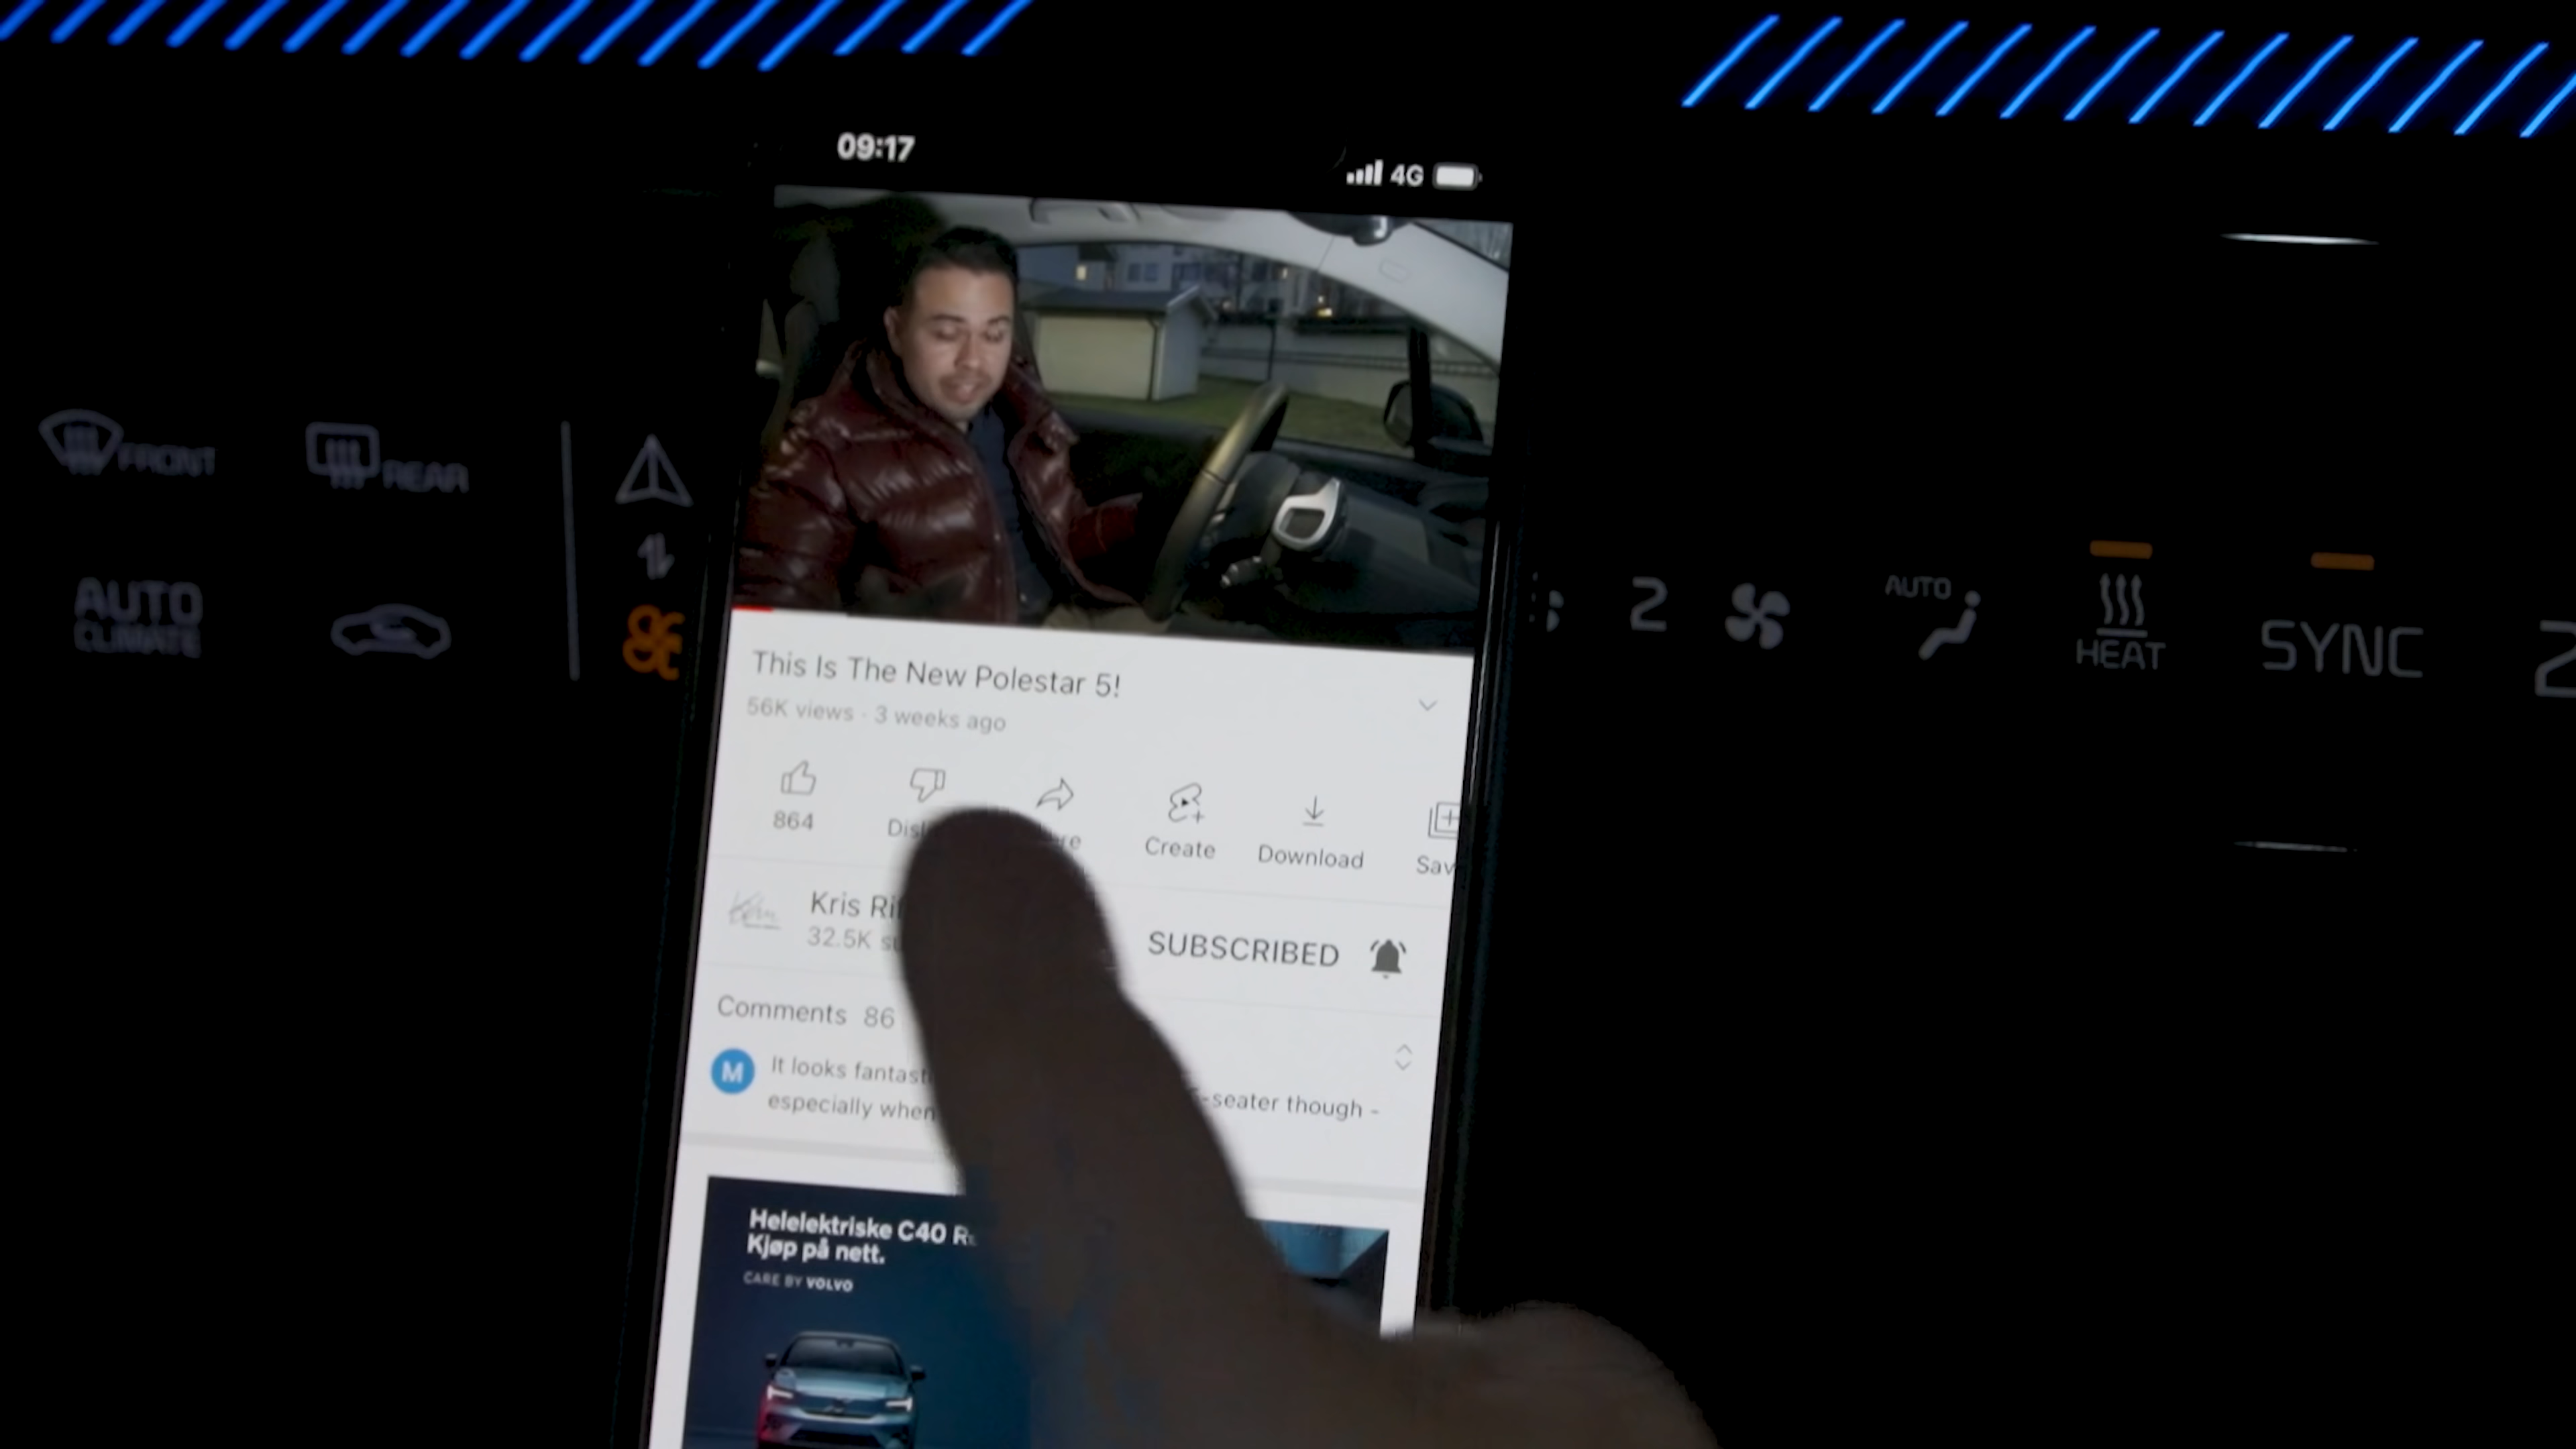 09:17
4G
FRONT
REAR
AUTO
CLIMATE
2
AUTO
HEAT
SYNC
2
This Is The New Polestar 5!
56K views · 3 weeks ago
864
Create
Download
Kris
32.5K
SUBSCRIBED
Comments 86
M
It looks
-seater though -
especially when
Helelektriske C40
Kjøp på nett.
CARE BY VOLVO